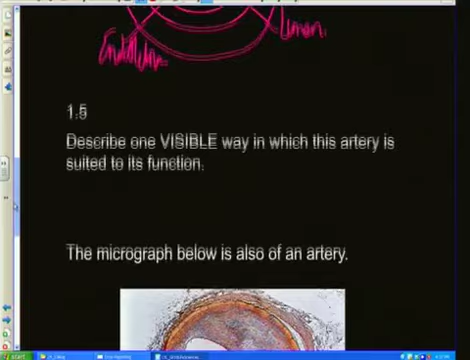 Lumen.
Endothelium
1.5
Describe one VISIBLE way in which this artery is
suited to its function.
The micrograph below is also of an artery.
start